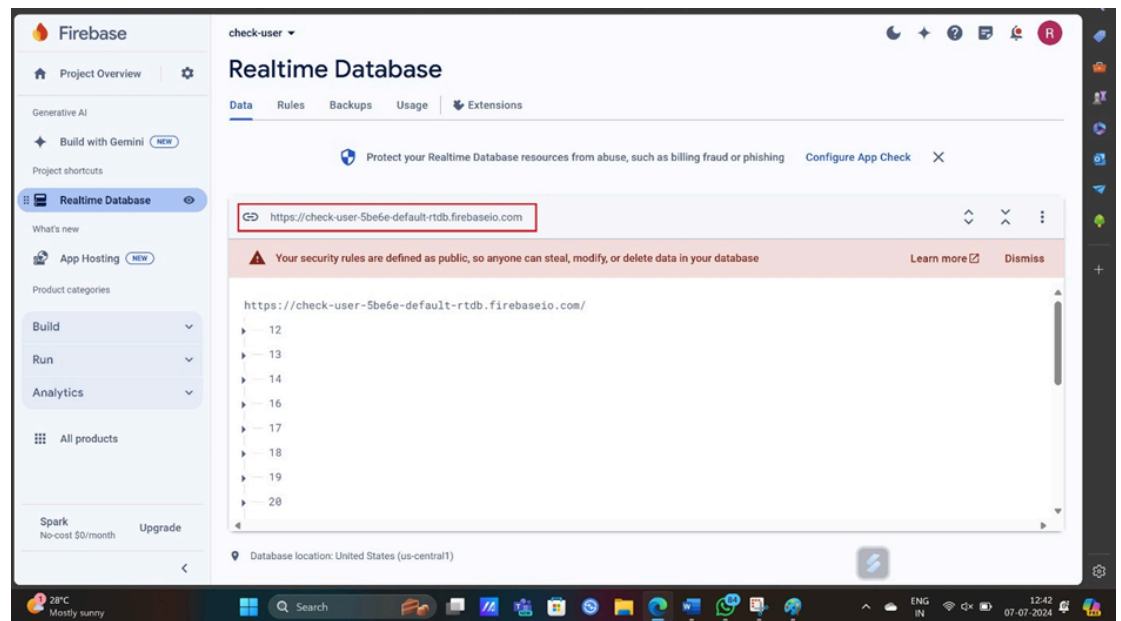 Firebase
Project Overview
Generative AI
Build with Gemini NEW
Project shortcuts
Realtime Database
What's new
App Hosting NEW
Product categories
Build
Run
Analytics
All products
Spark
No-cost $0/month
Upgrade
check-user
R
Realtime Database
Data Rules Backups Usage Extensions
Protect your Realtime Database resources from abuse, such as billing fraud or phishing Configure App Check
https://check-user-5be6e-default-rtdb.firebaseio.com
Your security rules are defined as public, so anyone can steal, modify, or delete data in your database Learn more Dismiss
https://check-user-5be6e-default-rtdb.firebaseio.com/
12
13
14
16
17
18
19
20
Database location: United States (us-central1)
28°C
Mostly sunny
Search
84
ENG
IN
12:42
07-07-2024